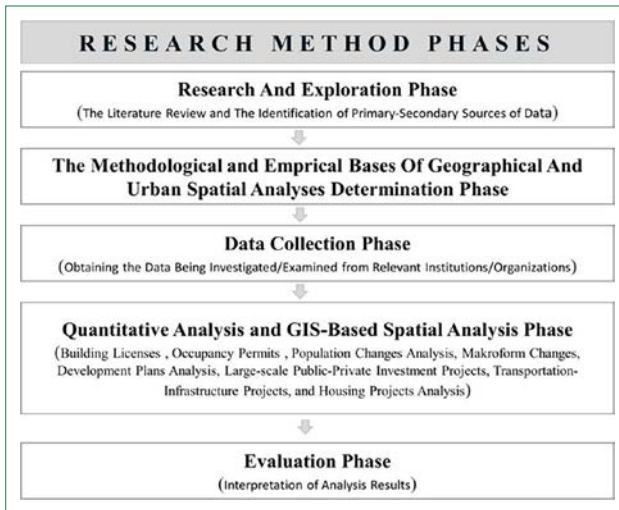 RESEARCH METHOD PHASES
Research And Exploration Phase
(The Literature Review and The Identification of Primary-Secondary Sources of Data)
The Methodological and Emprical Bases Of Geographical And
Urban Spatial Analyses Determination Phase
Data Collection Phase
(Obtaining the Data Being Investigated/Examined from Relevant Institutions/Organizations)
Quantitative Analysis and GIS-Based Spatial Analysis Phase
(Building Licenses , Occupancy Permits , Population Changes Analysis, Makroform Changes,
Development Plans Analysis, Large-scale Public-Private Investment Projects, Transportation-
Infrastructure Projects, and Housing Projects Analysis)
Evaluation Phase
(Interpretation of Analysis Results)